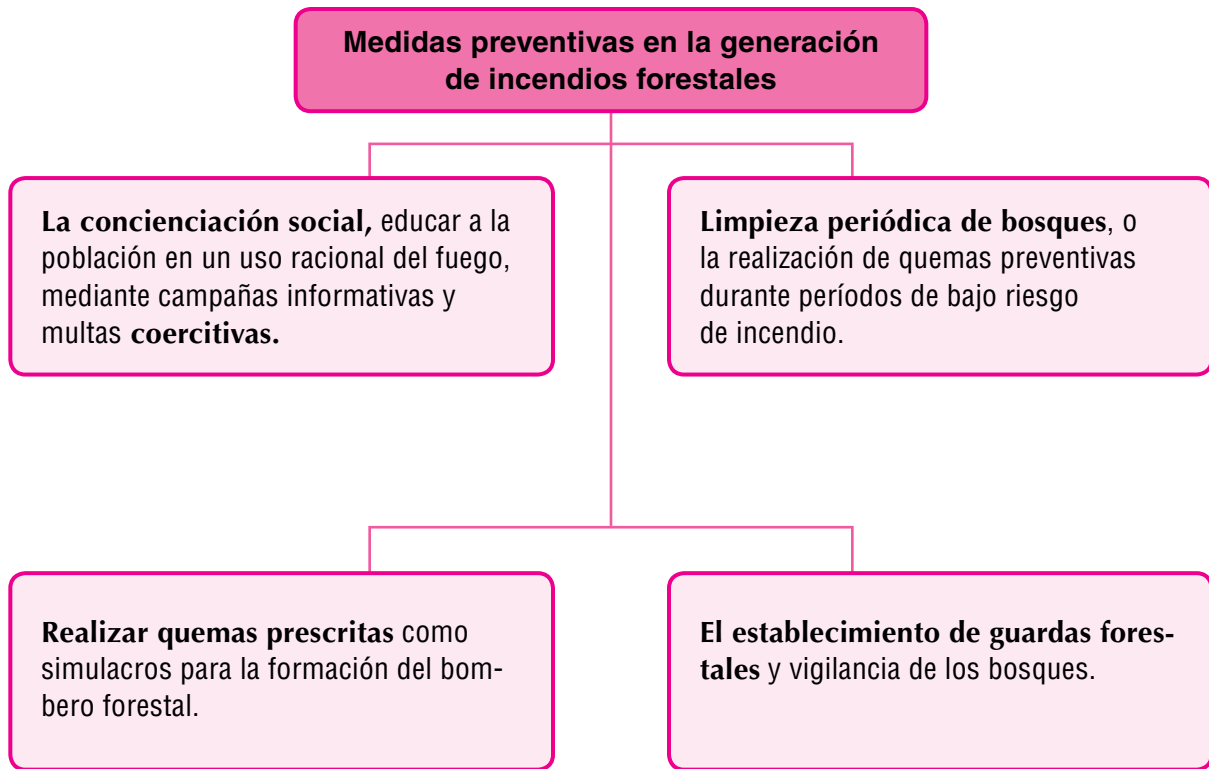 Medidas preventivas en la generación
de incendios forestales
La concienciación social, educar a la
población en un uso racional del fuego,
mediante campañas informativas y
multas coercitivas.
Limpieza periódica de bosques, o
la realización de quemas preventivas
durante períodos de bajo riesgo
de incendio.
Realizar quemas prescritas como
simulacros para la formación del bom-
bero forestal.
El establecimiento de guardas fores-
tales y vigilancia de los bosques.